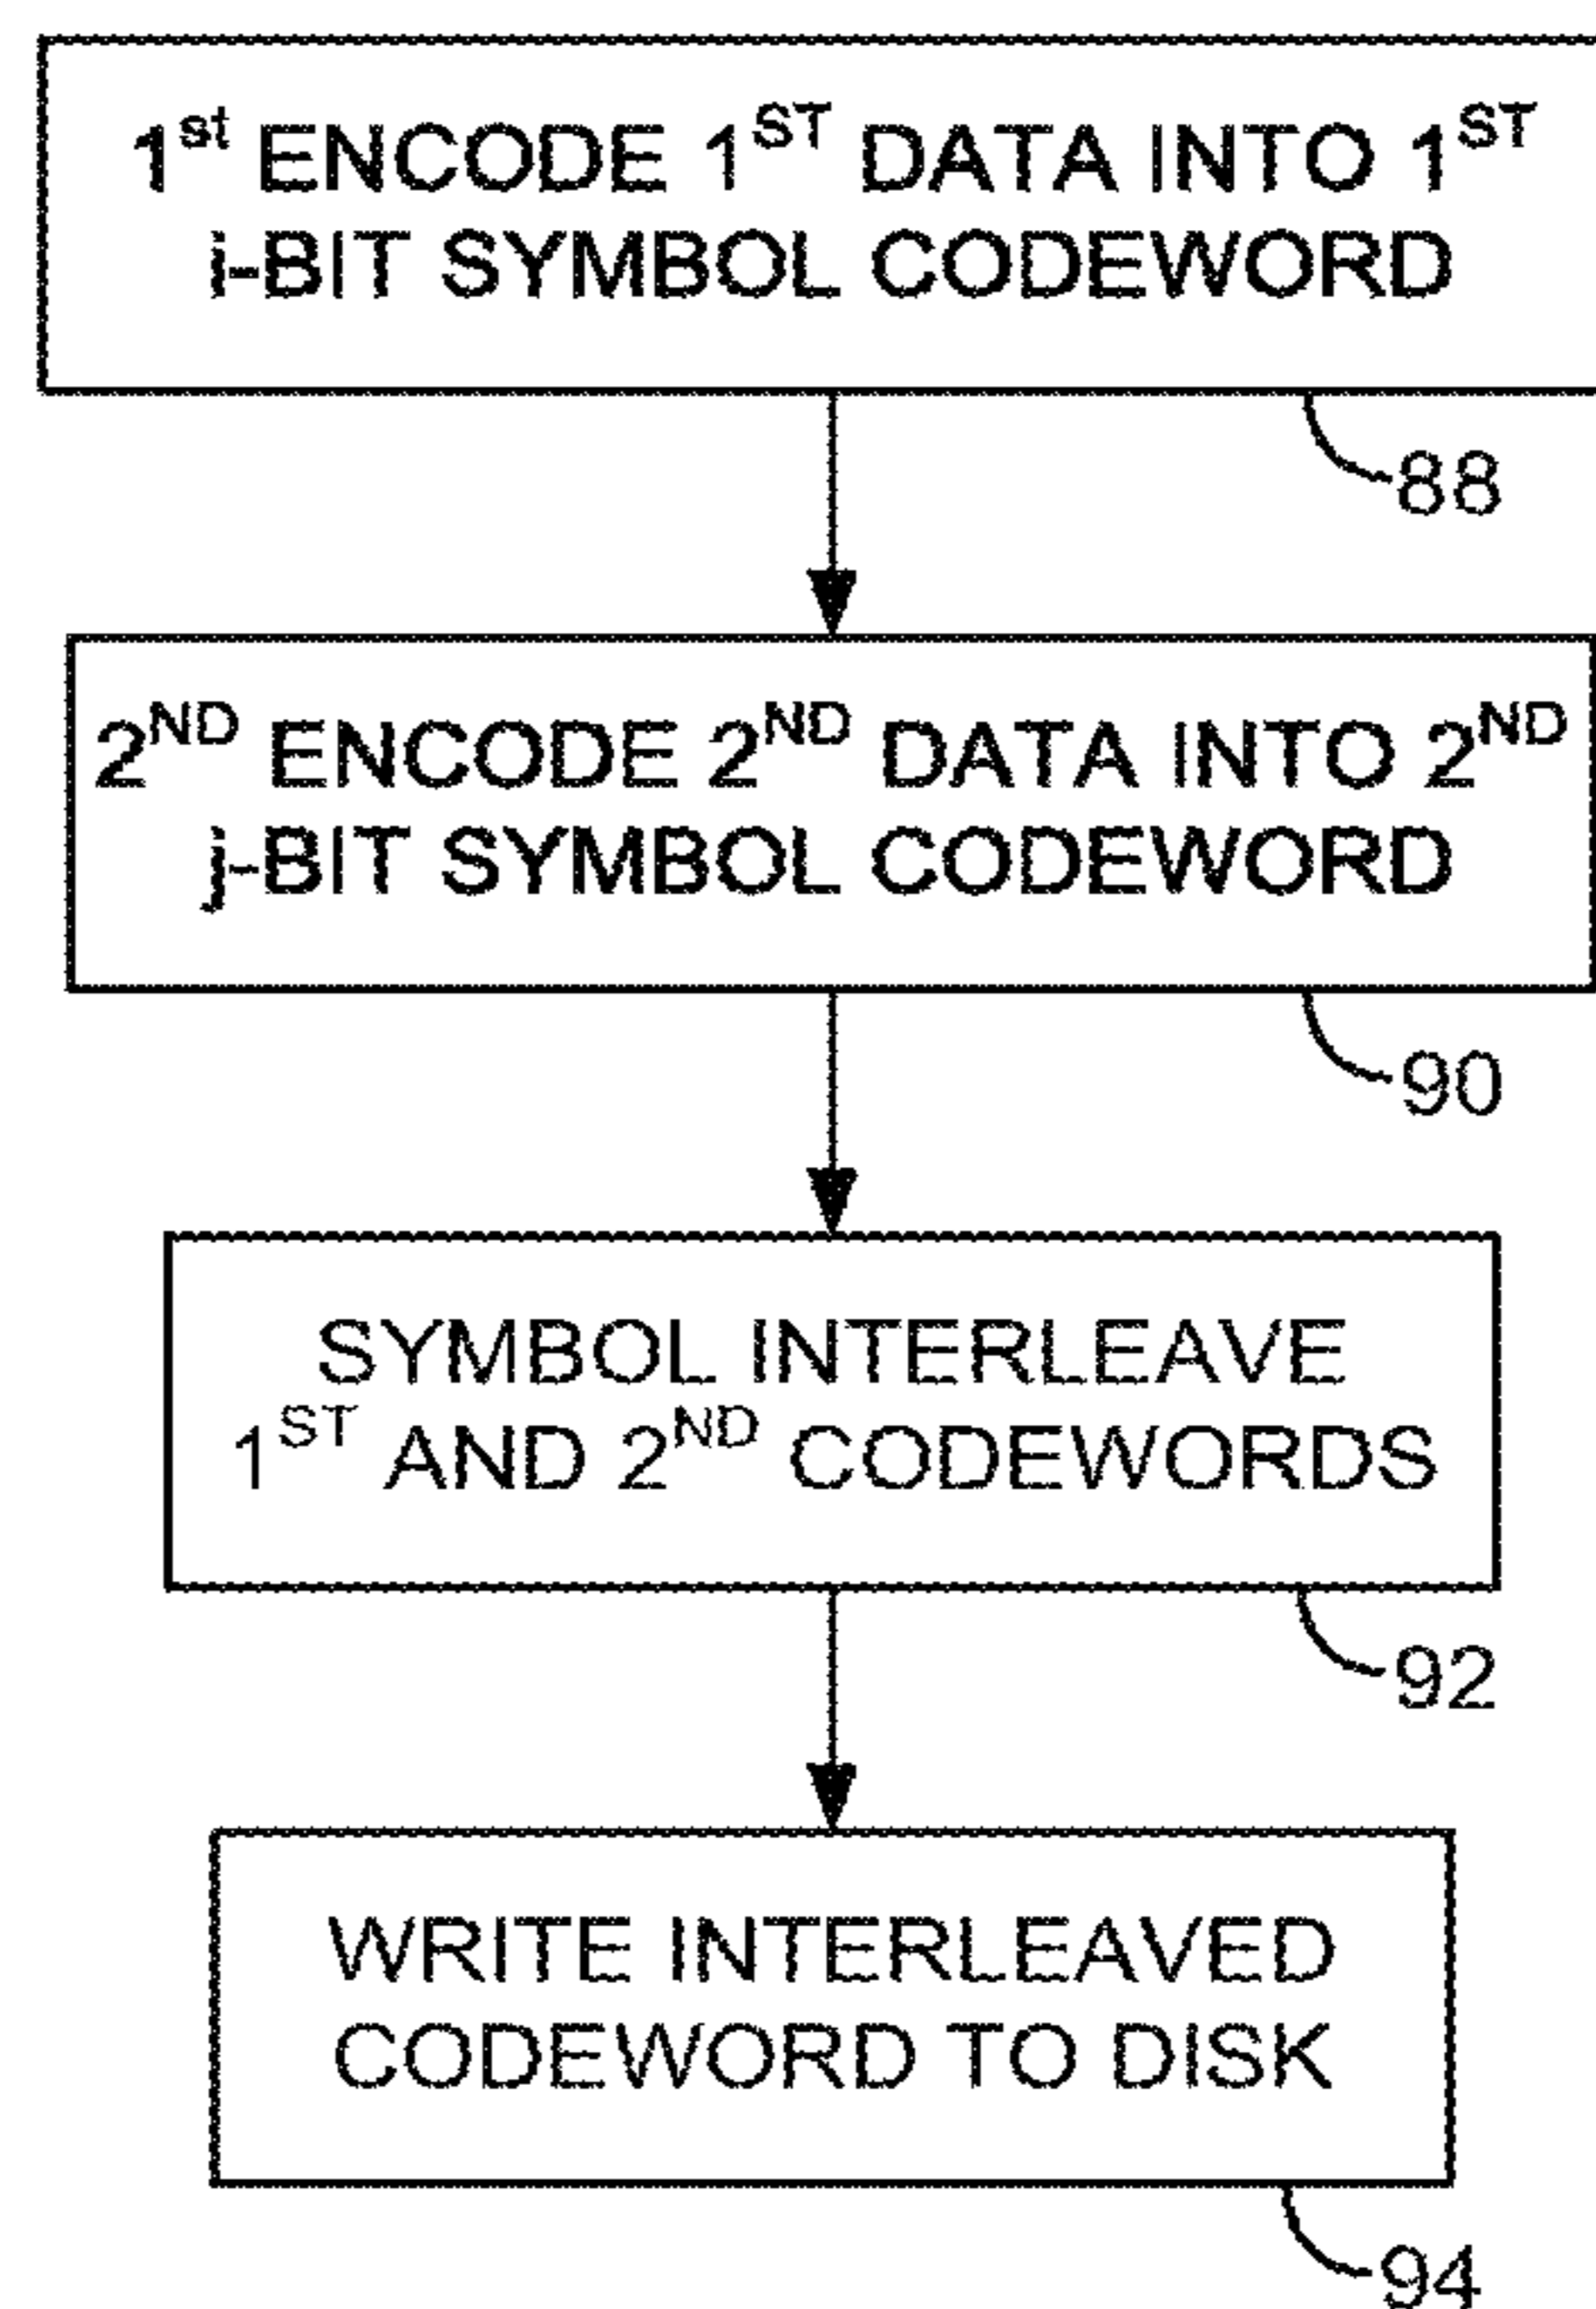 1st ENCODE 1ST DATA INTO 1ST
i-BIT SYMBOL CODEWORD
88
2ND ENCODE 2ND DATA INTO 2ND
j-BIT SYMBOL CODEWORD
90
SYMBOL INTERLEAVE
1ST AND 2ND CODEWORDS
92
WRITE INTERLEAVED
CODEWORD TO DISK
94